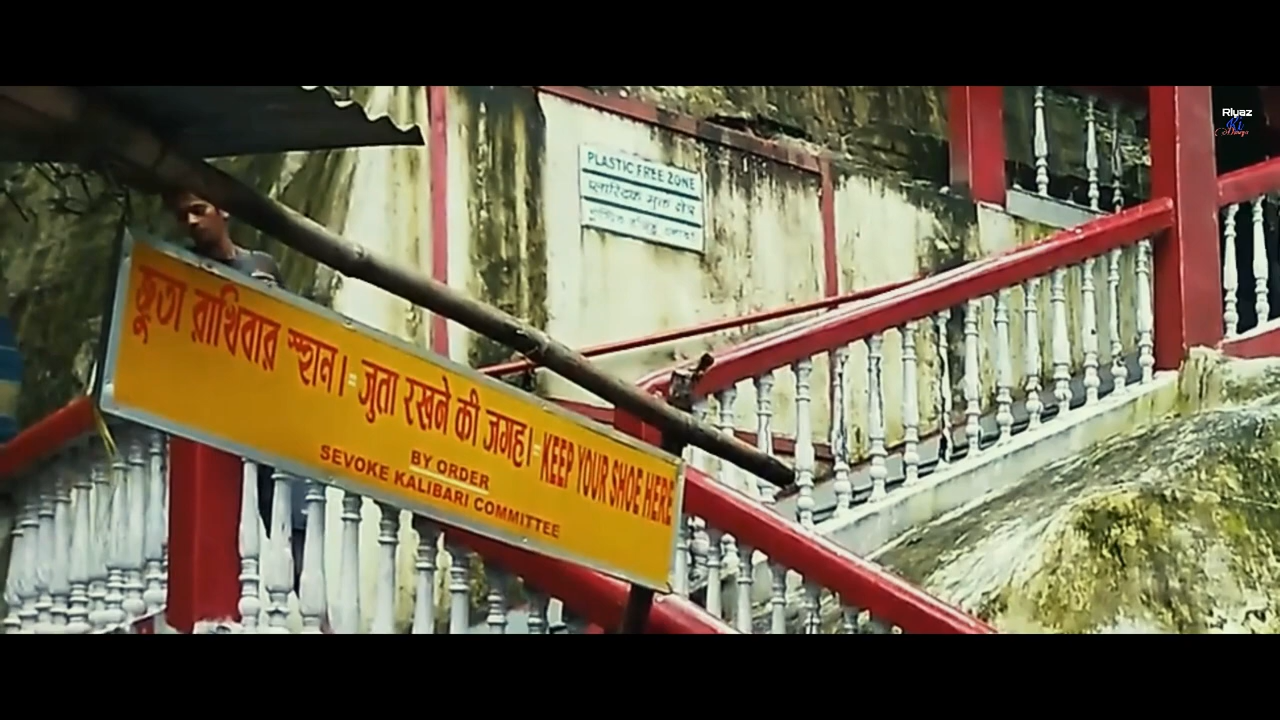 Riyaz
PLASTIC FREE ZONE
प्लास्टिक मुक्त क्षेत्र
জুতা রাখিবার স্থান।=जुता रखने की जगह।=KEEP YOUR SHOE HERE
BY ORDER
SEVOKE KALIBARI COMMITTEE